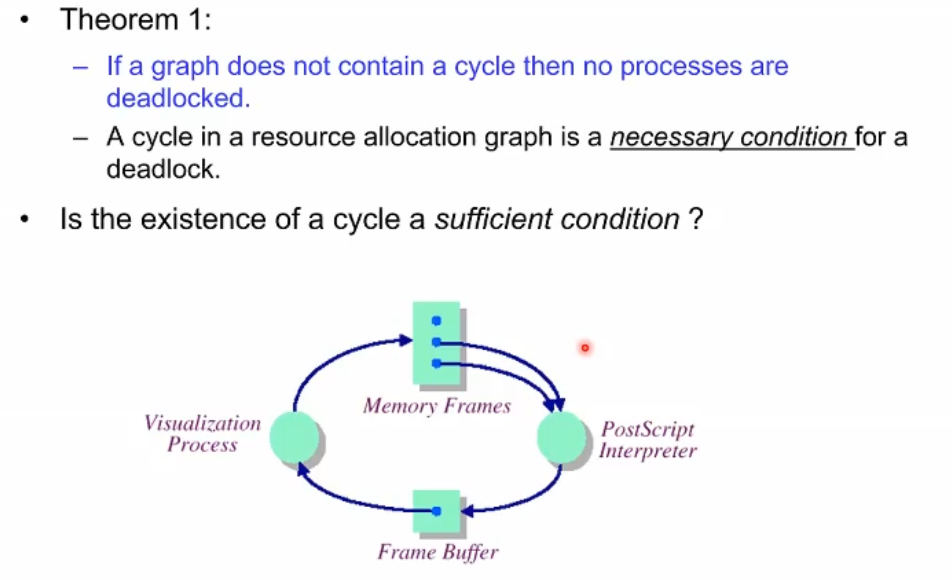 • Theorem 1:
– If a graph does not contain a cycle then no processes are
deadlocked.
– A cycle in a resource allocation graph is a necessary condition for a
deadlock.
• Is the existence of a cycle a sufficient condition ?
Memory Frames
Visualization
Process
PostScript
Interpreter
Frame Buffer